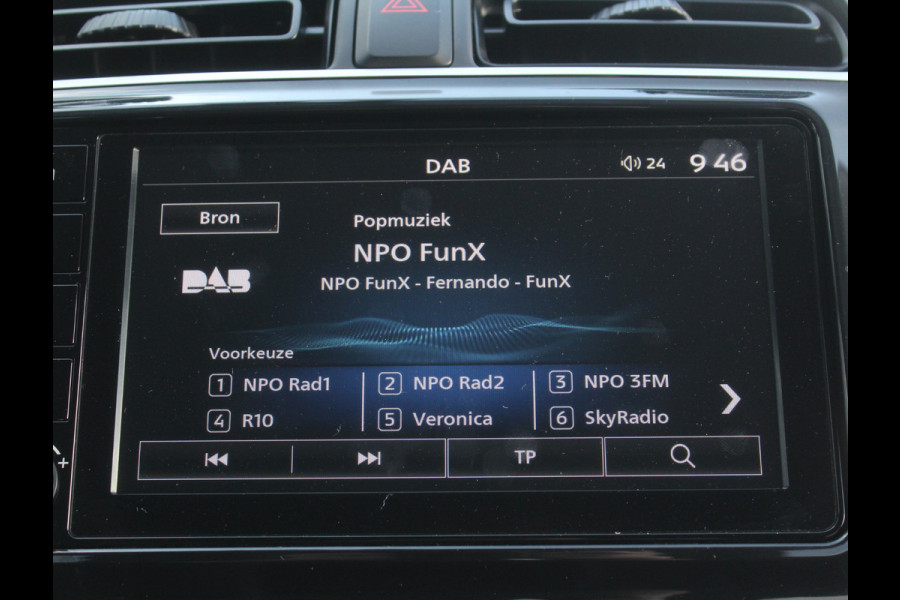 DAB 24 9 46
Bron
Popmuziek
NPO FunX
DAB
NPO FunX - Fernando - FunX
Voorkeuze
1 NPO Rad1 2 NPO Rad2 3 NPO 3FM
4 R10 5 Veronica 6 SkyRadio
TP
+